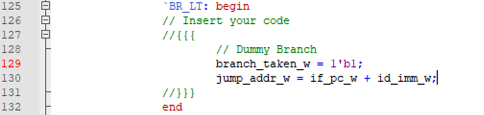 125 `BR_LT: begin
126 // Insert your code
127 //{{{
128 // Dummy Branch
129 branch_taken_w = 1'b1;
130 jump_addr_w = if_pc_w + id_imm_w;
131 //}}}
132 end